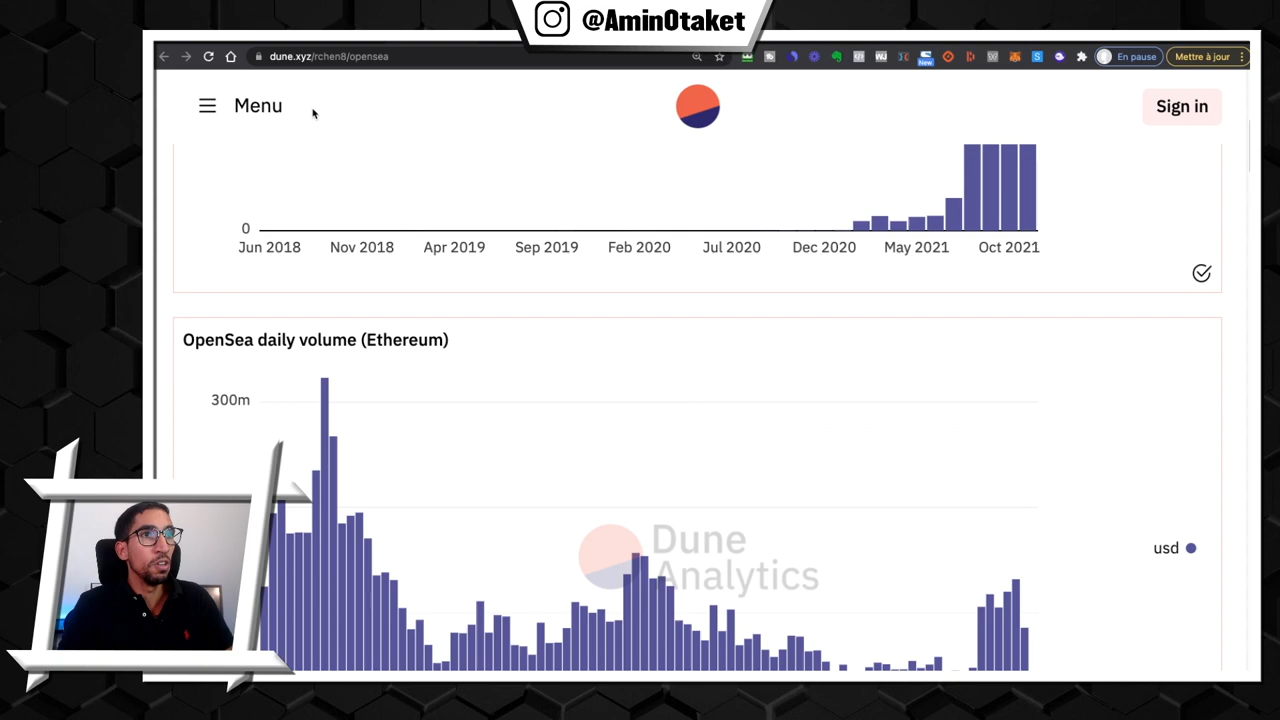 @AminOtaket
dune.xyz/rchen8/opensea
New
En pause
Mettre à jour
Menu
Sign in
0
Jun 2018 Nov 2018 Apr 2019 Sep 2019 Feb 2020 Jul 2020 Dec 2020 May 2021 Oct 2021
OpenSea daily volume (Ethereum)
300m
Dune
Analytics
usd